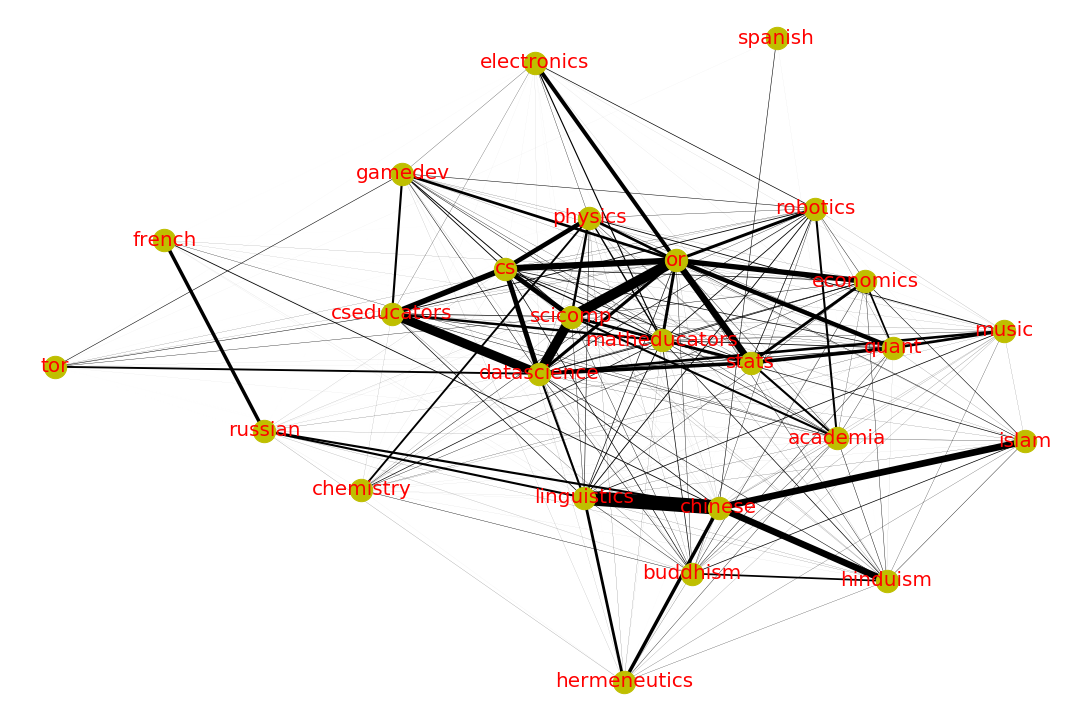 spanish
electronics
gamedev
robotics
physics
french
cs
or
economics
cseducators
scicomp
music
matheducators
quant
stats
tor
datascience
russian
academia
islam
chemistry
linguistics
chinese
buddhism
hinduism
hermeneutics